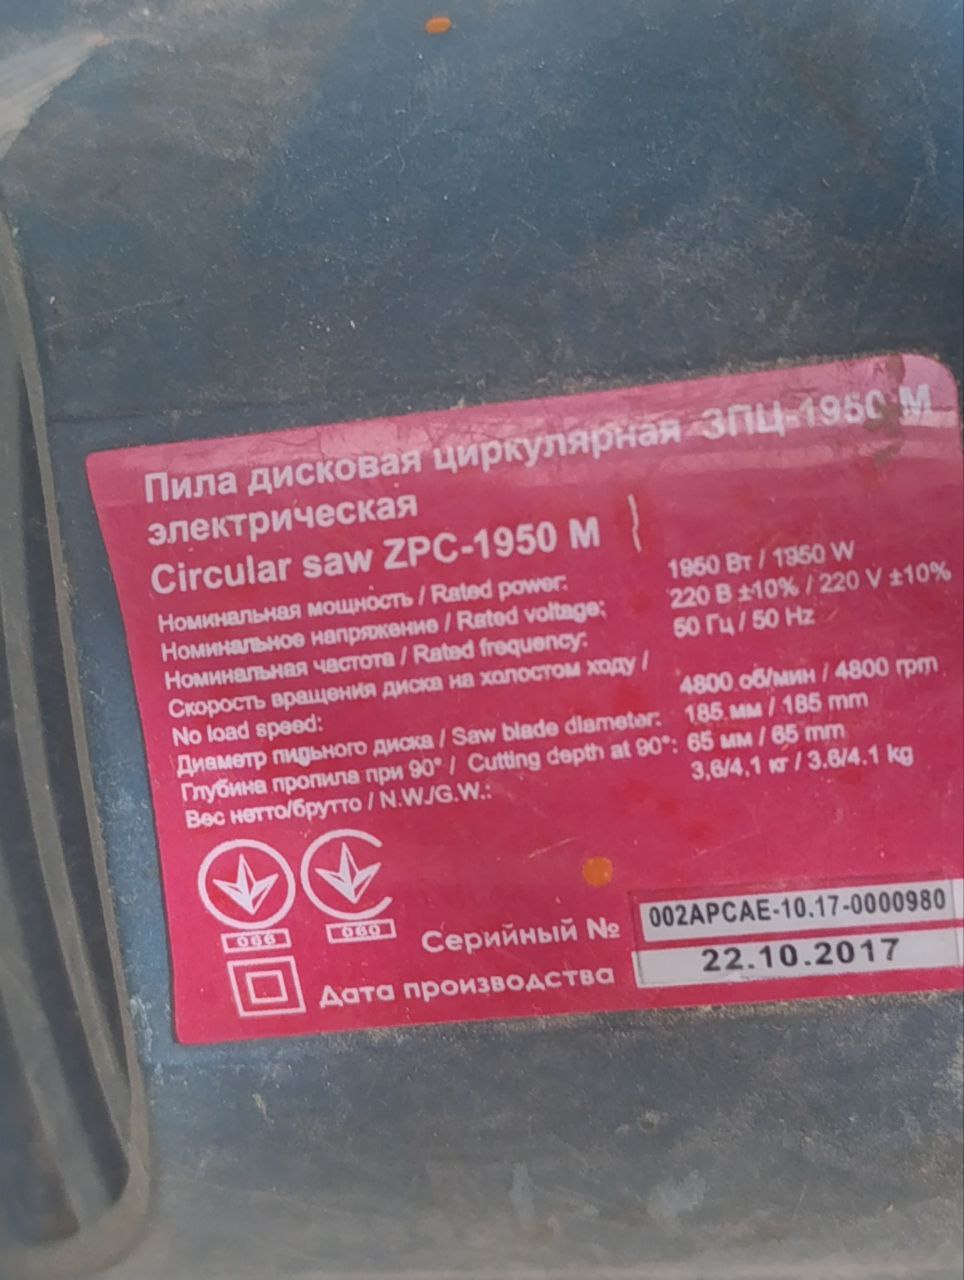 Пила дисковая циркулярная ЗПЦ-1950 М
электрическая
Circular saw ZPC-1950 M
Номинальная мощность / Rated power: 1950 Вт / 1950 W
Номинальное напряжение / Rated voltage: 220 В ±10% / 220 V ±10%
Номинальная частота / Rated frequency: 50 Гц / 50 Hz
Скорость вращения диска на холостом ходу /
No load speed: 4800 об/мин / 4800 rpm
Диаметр пильного диска / Saw blade diameter: 185 мм / 185 mm
Глубина пропила при 90° / Cutting depth at 90°: 65 мм / 65 mm
Вес нетто/брутто / N.W./G.W.: 3,6/4,1 кг / 3.6/4.1 kg
066 060
Серийный № 002APCAE-10.17-0000980
Дата производства 22.10.2017